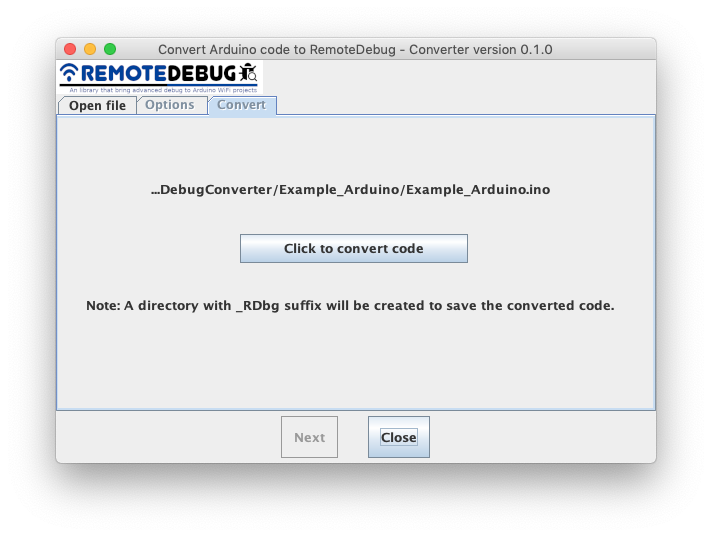 Convert Arduino code to RemoteDebug - Converter version 0.1.0
REMOTEDEBUG
An library that bring advanced debug to Arduino WiFi projects
Open file Options Convert
...DebugConverter/Example_Arduino/Example_Arduino.ino
Click to convert code
Note: A directory with _RDbg suffix will be created to save the converted code.
Next Close